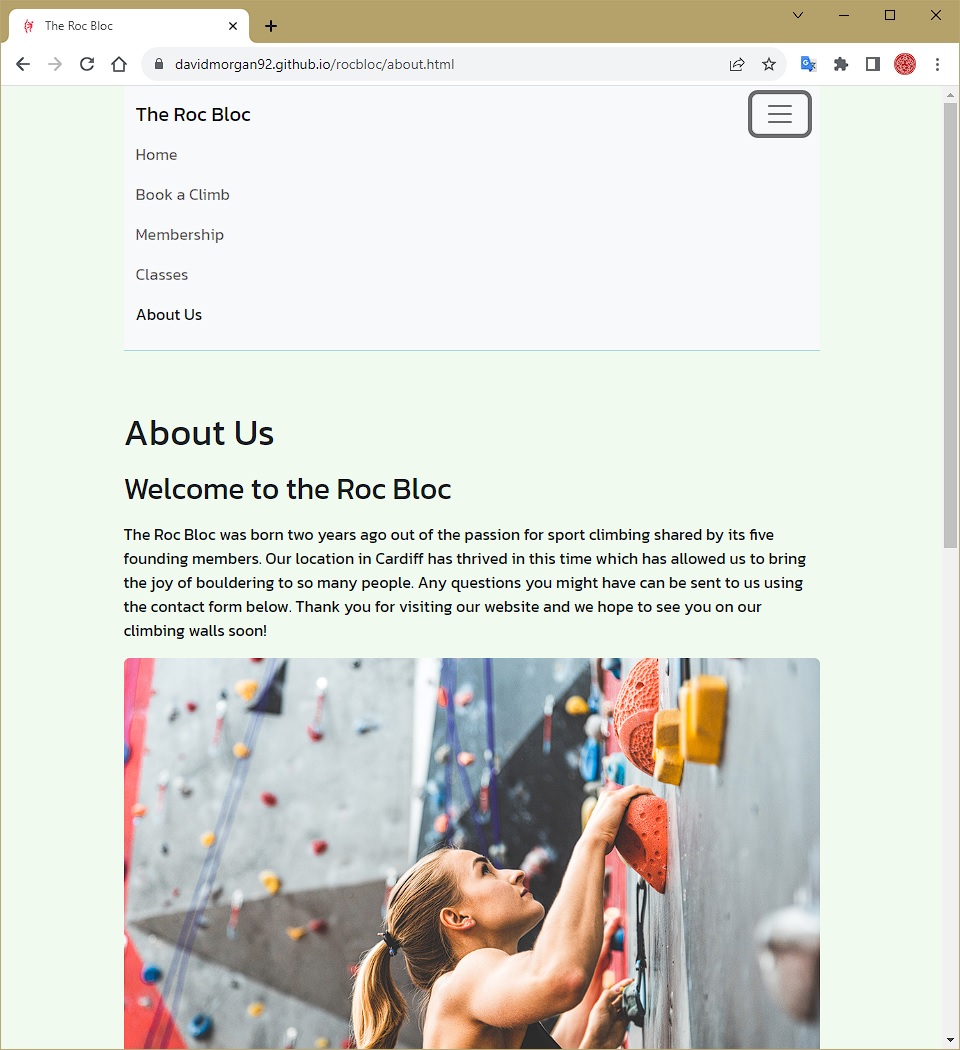 The Roc Bloc
davidmorgan92.github.io/rocbloc/about.html
The Roc Bloc
Home
Book a Climb
Membership
Classes
About Us
About Us
Welcome to the Roc Bloc
The Roc Bloc was born two years ago out of the passion for sport climbing shared by its five
founding members. Our location in Cardiff has thrived in this time which has allowed us to bring
the joy of bouldering to so many people. Any questions you might have can be sent to us using
the contact form below. Thank you for visiting our website and we hope to see you on our
climbing walls soon!